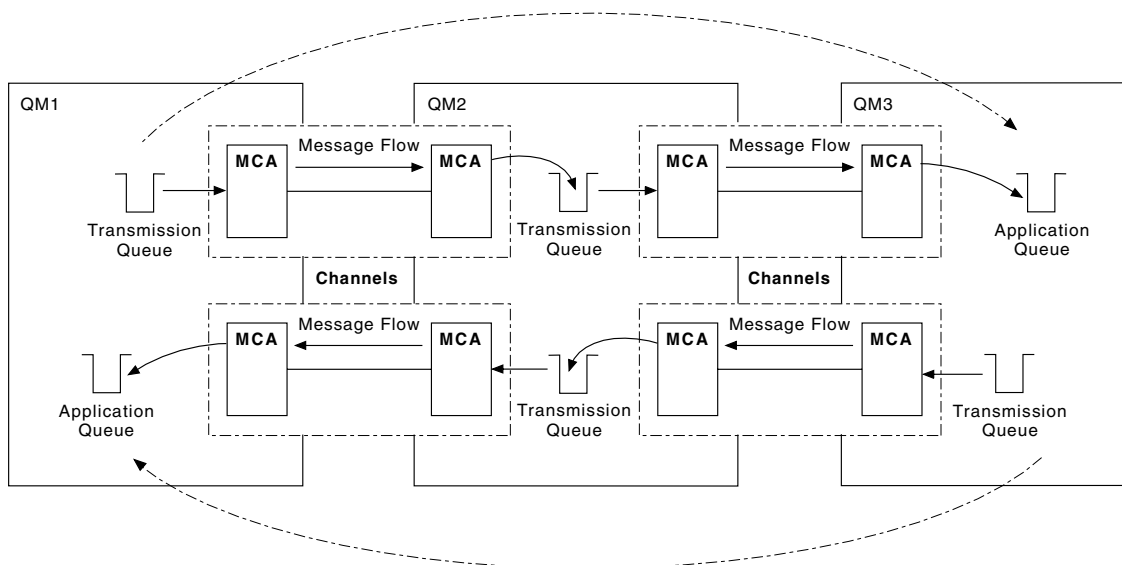 QM1
QM2
QM3
MCA
Message Flow
MCA
MCA
Message Flow
MCA
Transmission
Queue
Transmission
Queue
Application
Queue
Channels
Channels
MCA
Message Flow
MCA
MCA
Message Flow
MCA
Application
Queue
Transmission
Queue
Transmission
Queue